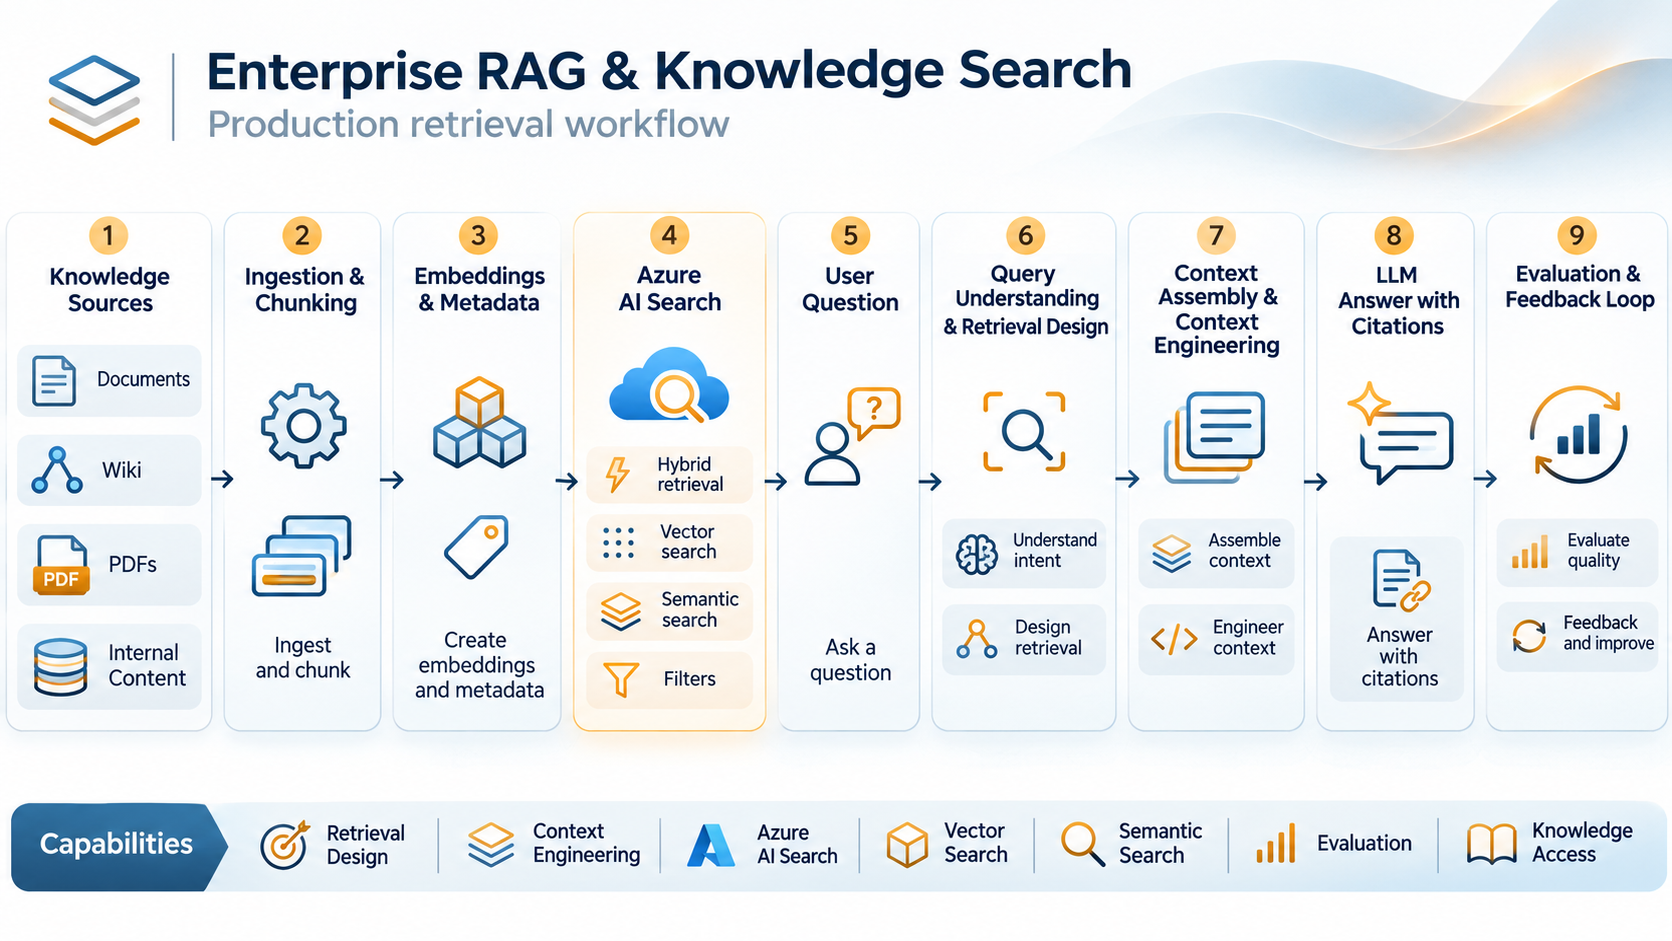 Enterprise RAG & Knowledge Search
Production retrieval workflow
1
Knowledge
Sources
Documents
Wiki
PDF
PDFs
Internal
Content
2
Ingestion &
Chunking
Ingest
and chunk
3
Embeddings
& Metadata
Create
embeddings
and metadata
4
Azure
AI Search
Hybrid
retrieval
Vector
search
Semantic
search
Filters
5
User
Question
?
Ask a
question
6
Query
Understanding
& Retrieval Design
Understand
intent
Design
retrieval
7
Context
Assembly &
Context
Engineering
Assemble
context
</>
Engineer
context
8
LLM
Answer with
Citations
Answer
with
citations
9
Evaluation &
Feedback Loop
Evaluate
quality
Feedback
and improve
Capabilities
Retrieval
Design
Context
Engineering
Azure
AI Search
Vector
Search
Semantic
Search
Evaluation
Knowledge
Access